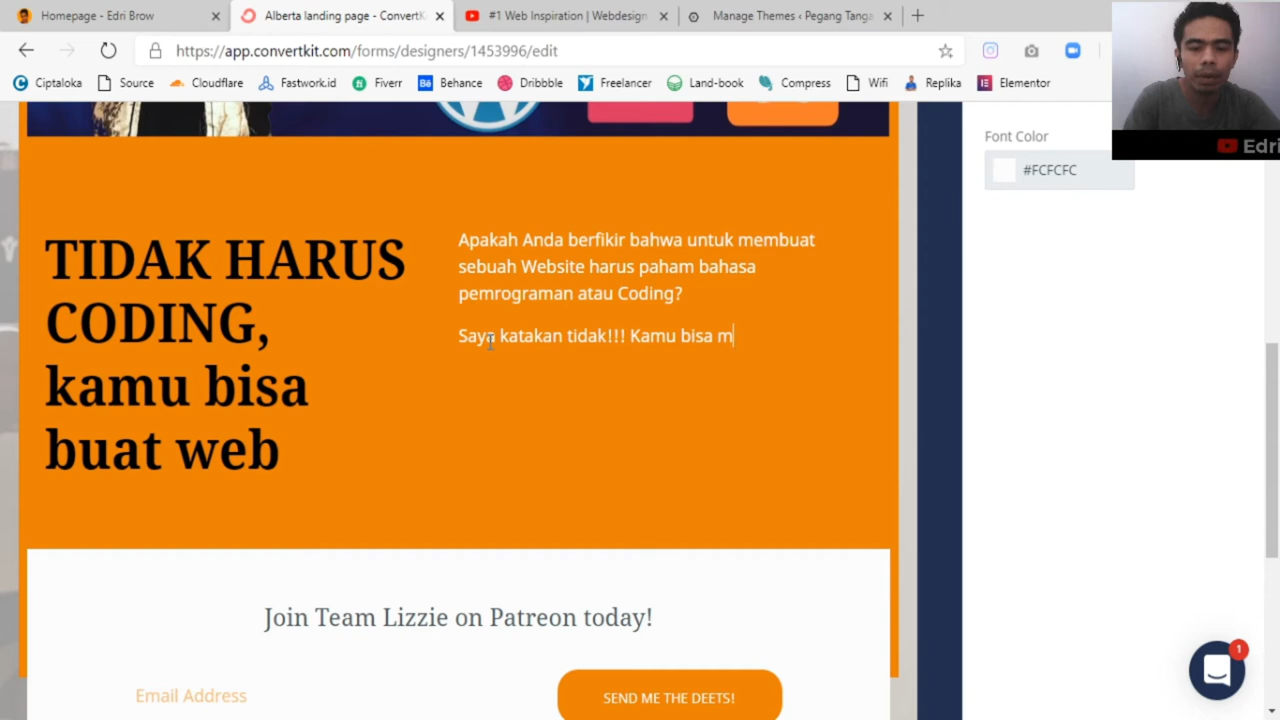 Homepage - Edri Brow
Alberta landing page - ConvertK
#1 Web Inspiration | Webdesign
Manage Themes ‹ Pegang Tanga
https://app.convertkit.com/forms/designers/1453996/edit
Ciptaloka
Source
Cloudflare
Fastwork.id
Fiverr
Behance
Dribbble
Freelancer
Land-book
Compress
Wifi
Replika
Elementor
Edri
Font Color
#FCFCFC
TIDAK HARUS
CODING,
kamu bisa
buat web
Apakah Anda berfikir bahwa untuk membuat
sebuah Website harus paham bahasa
pemrograman atau Coding?
Saya katakan tidak!!! Kamu bisa m
Join Team Lizzie on Patreon today!
Email Address
SEND ME THE DEETS!
1